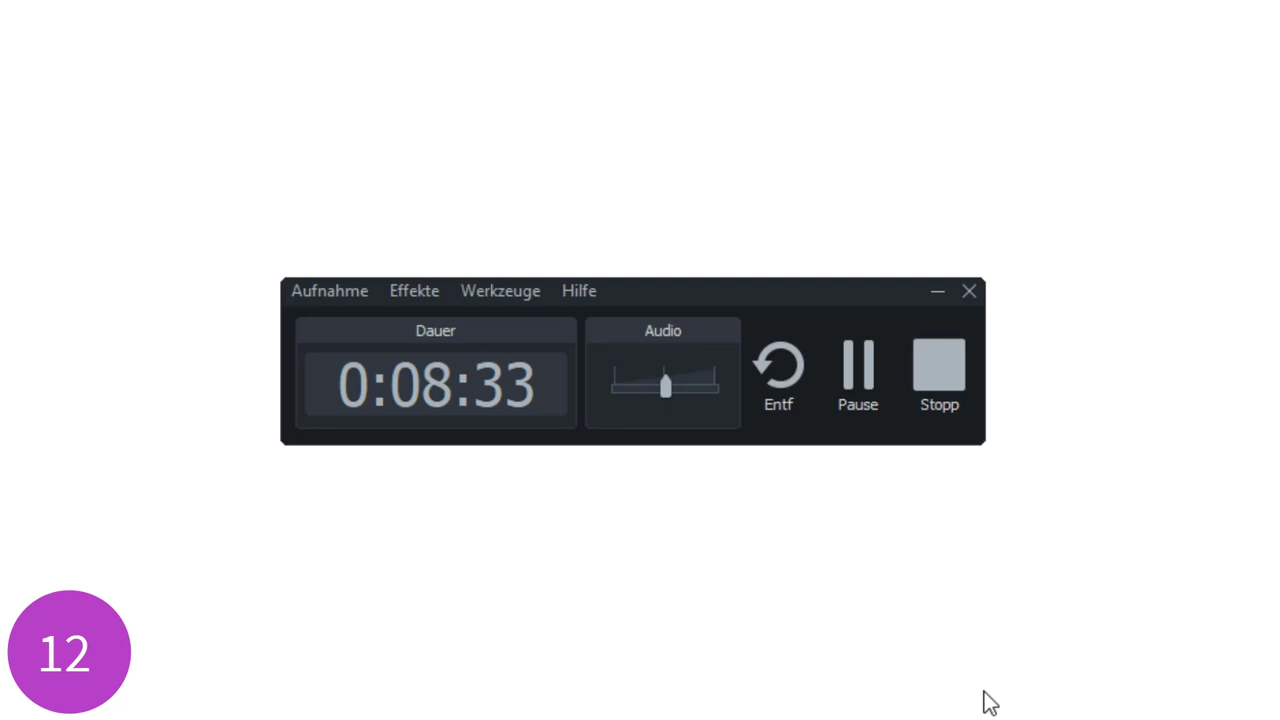 Aufnahme Effekte Werkzeuge Hilfe
Dauer
0:08:33
Audio
Entf
Pause
Stopp
12